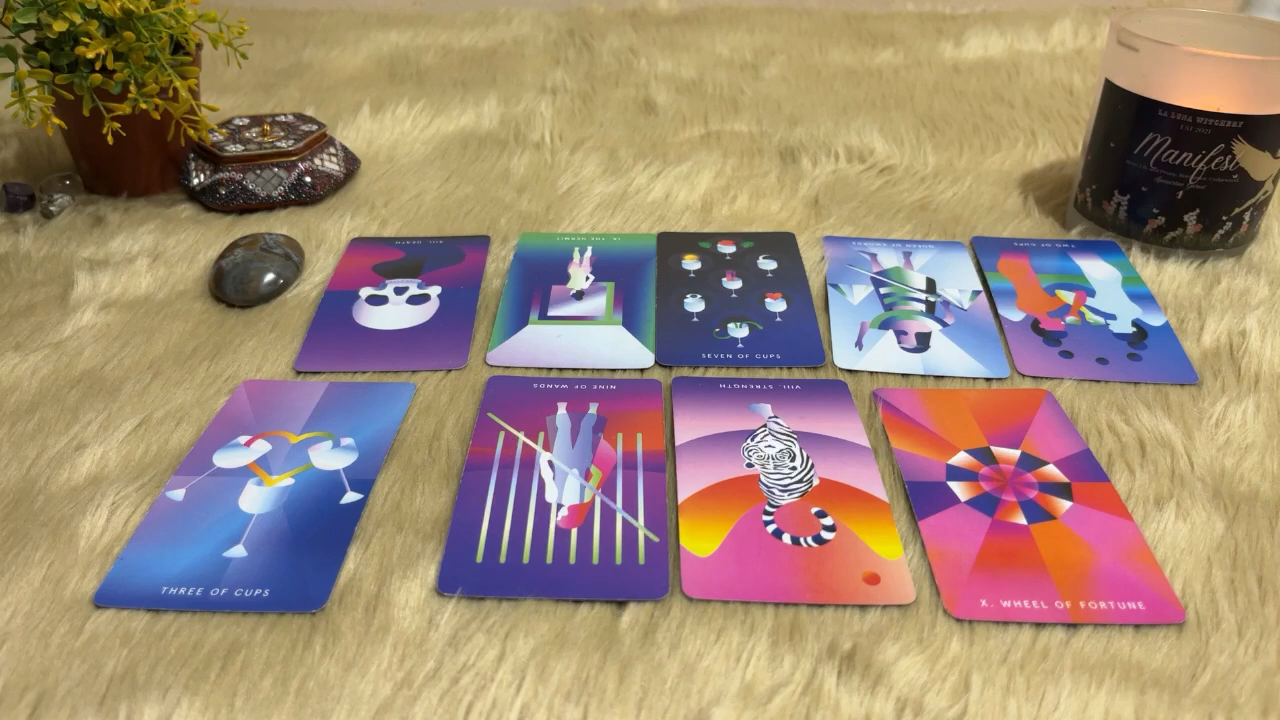 LA LUNA WITCHERY
EST 2021
Manifest
XIII. DEATH
IX. THE HERMIT
SEVEN OF CUPS
QUEEN OF SWORDS
TWO OF CUPS
THREE OF CUPS
NINE OF WANDS
VIII. STRENGTH
X. WHEEL OF FORTUNE